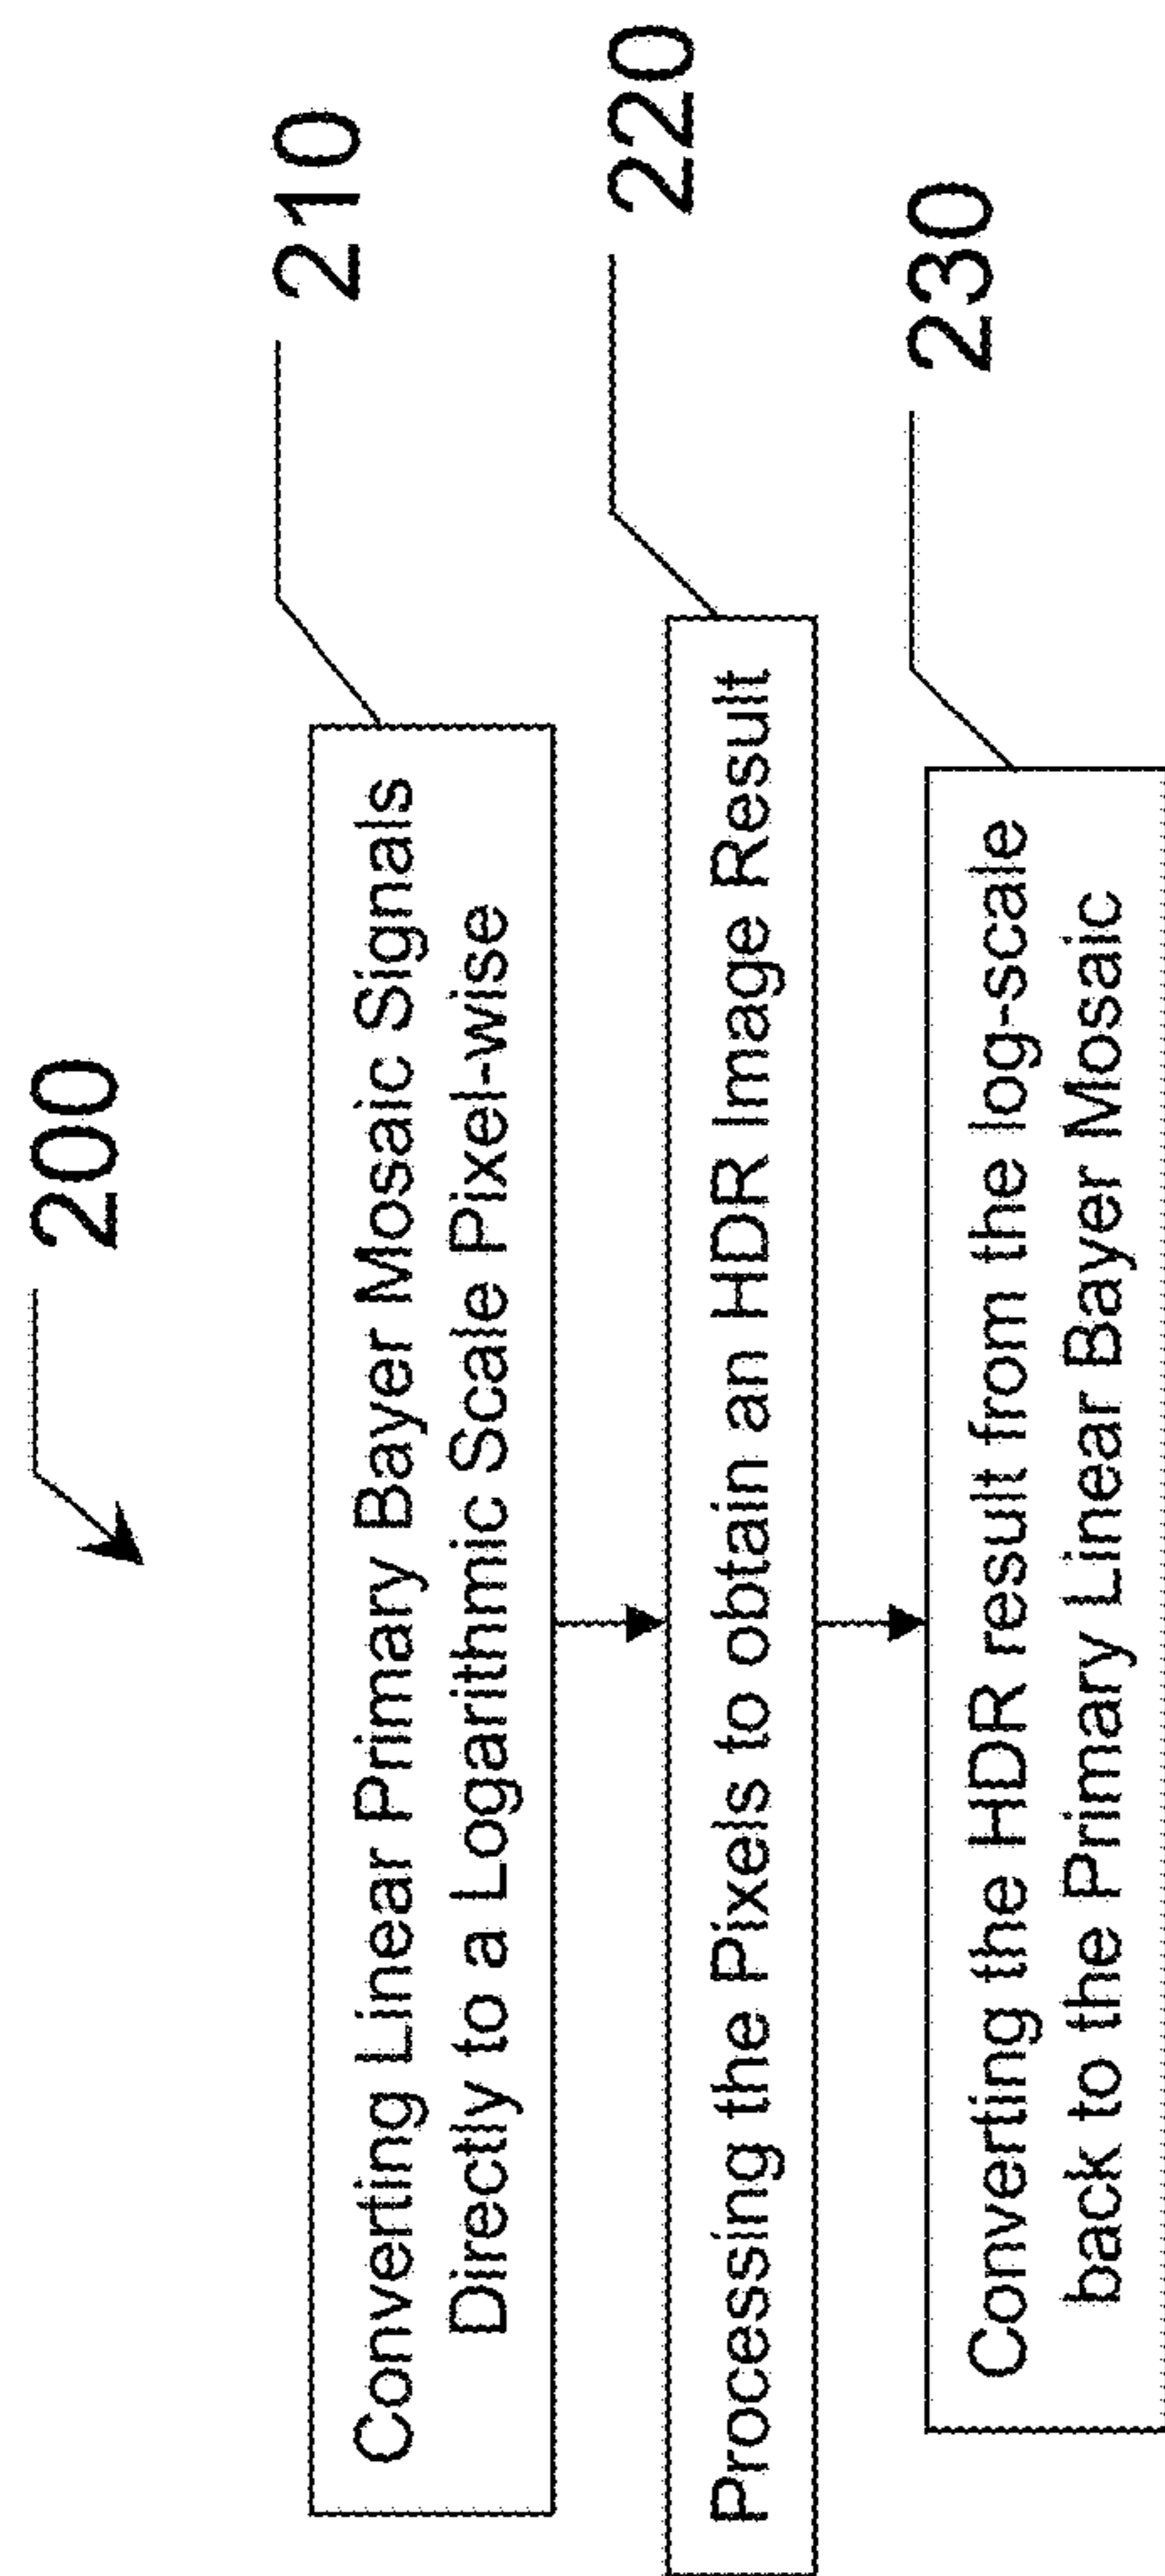 200
210
Converting Linear Primary Bayer Mosaic Signals
Directly to a Logarithmic Scale Pixel-wise
220
Processing the Pixels to obtain an HDR Image Result
230
Converting the HDR result from the log-scale
back to the Primary Linear Bayer Mosaic